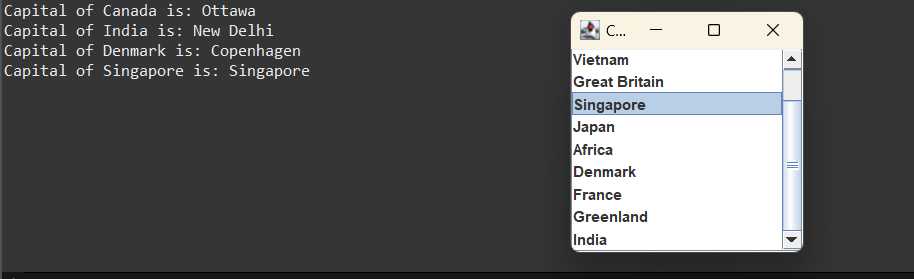 Capital of Canada is: Ottawa
Capital of India is: New Delhi
Capital of Denmark is: Copenhagen
Capital of Singapore is: Singapore
C...
Vietnam
Great Britain
Singapore
Japan
Africa
Denmark
France
Greenland
India